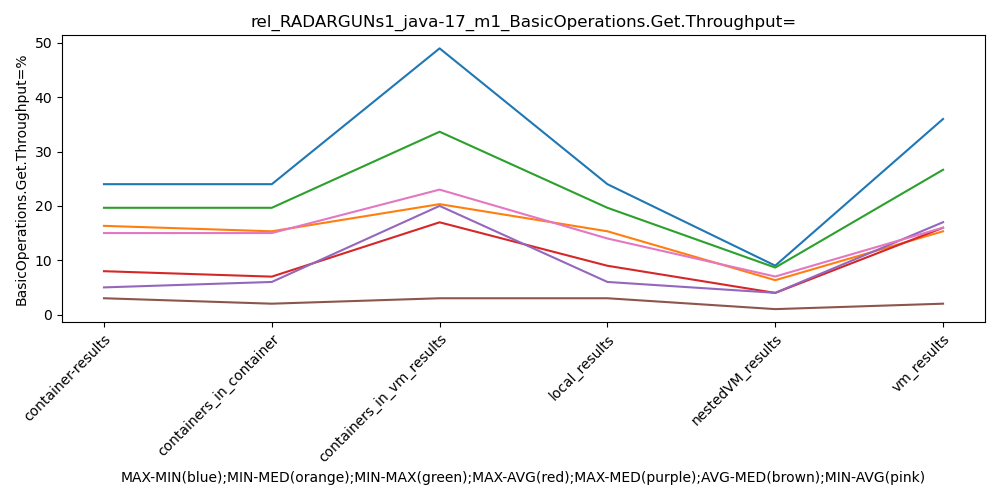 rel_RADARGUNs1_java-17_m1_BasicOperations.Get.Throughput=
BasicOperations.Get.Throughput=%
50
40
30
20
10
0
container-results
containers_in_container
containers_in_vm_results
local_results
nestedVM_results
vm_results
MAX-MIN(blue);MIN-MED(orange);MIN-MAX(green);MAX-AVG(red);MAX-MED(purple);AVG-MED(brown);MIN-AVG(pink)